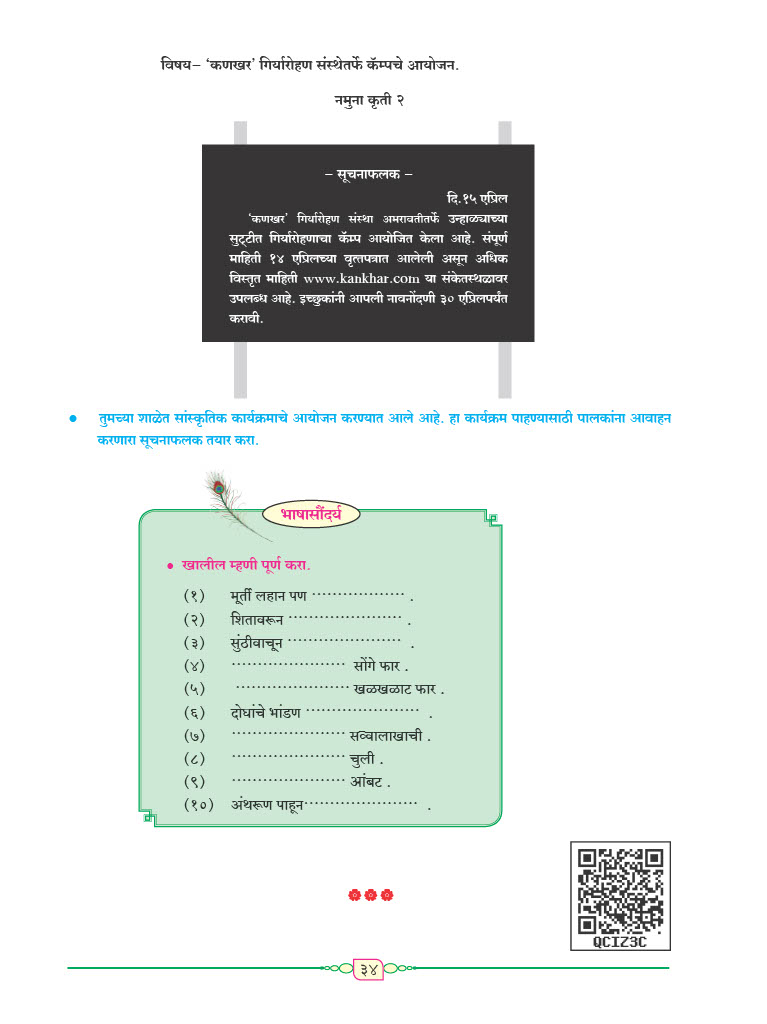 विषय– ‘कणखर’ गिर्यारोहण संस्थेतर्फे कॅम्पचे आयोजन.
नमुना कृती २
– सूचनाफलक –
दि.१५ एप्रिल
‘कणखर’ गिर्यारोहण संस्था अमरावतीतर्फे उन्हाळ्याच्या
सुट्टीत गिर्यारोहणाचा कॅम्प आयोजित केला आहे. संपूर्ण
माहिती १४ एप्रिलच्या वृत्तपत्रात आलेली असून अधिक
विस्तृत माहिती www.kankhar.com या संकेतस्थळावर
उपलब्ध आहे. इच्छुकांनी आपली नावनोंदणी ३० एप्रिलपर्यंत
करावी.
● तुमच्या शाळेत सांस्कृतिक कार्यक्रमाचे आयोजन करण्यात आले आहे. हा कार्यक्रम पाहण्यासाठी पालकांना आवाहन
करणारा सूचनाफलक तयार करा.
भाषासौंदर्य
● खालील म्हणी पूर्ण करा.
(१) मूर्ती लहान पण .................. .
(२) शितावरून ...................... .
(३) सुंठीवाचून ...................... .
(४) ...................... सोंगे फार .
(५) ...................... खळखळाट फार .
(६) दोघांचे भांडण ...................... .
(७) ...................... सव्वालाखाची .
(८) ...................... चुली .
(९) ...................... आंबट .
(१०) अंथरूण पाहून...................... .
QCIZ3C
३४